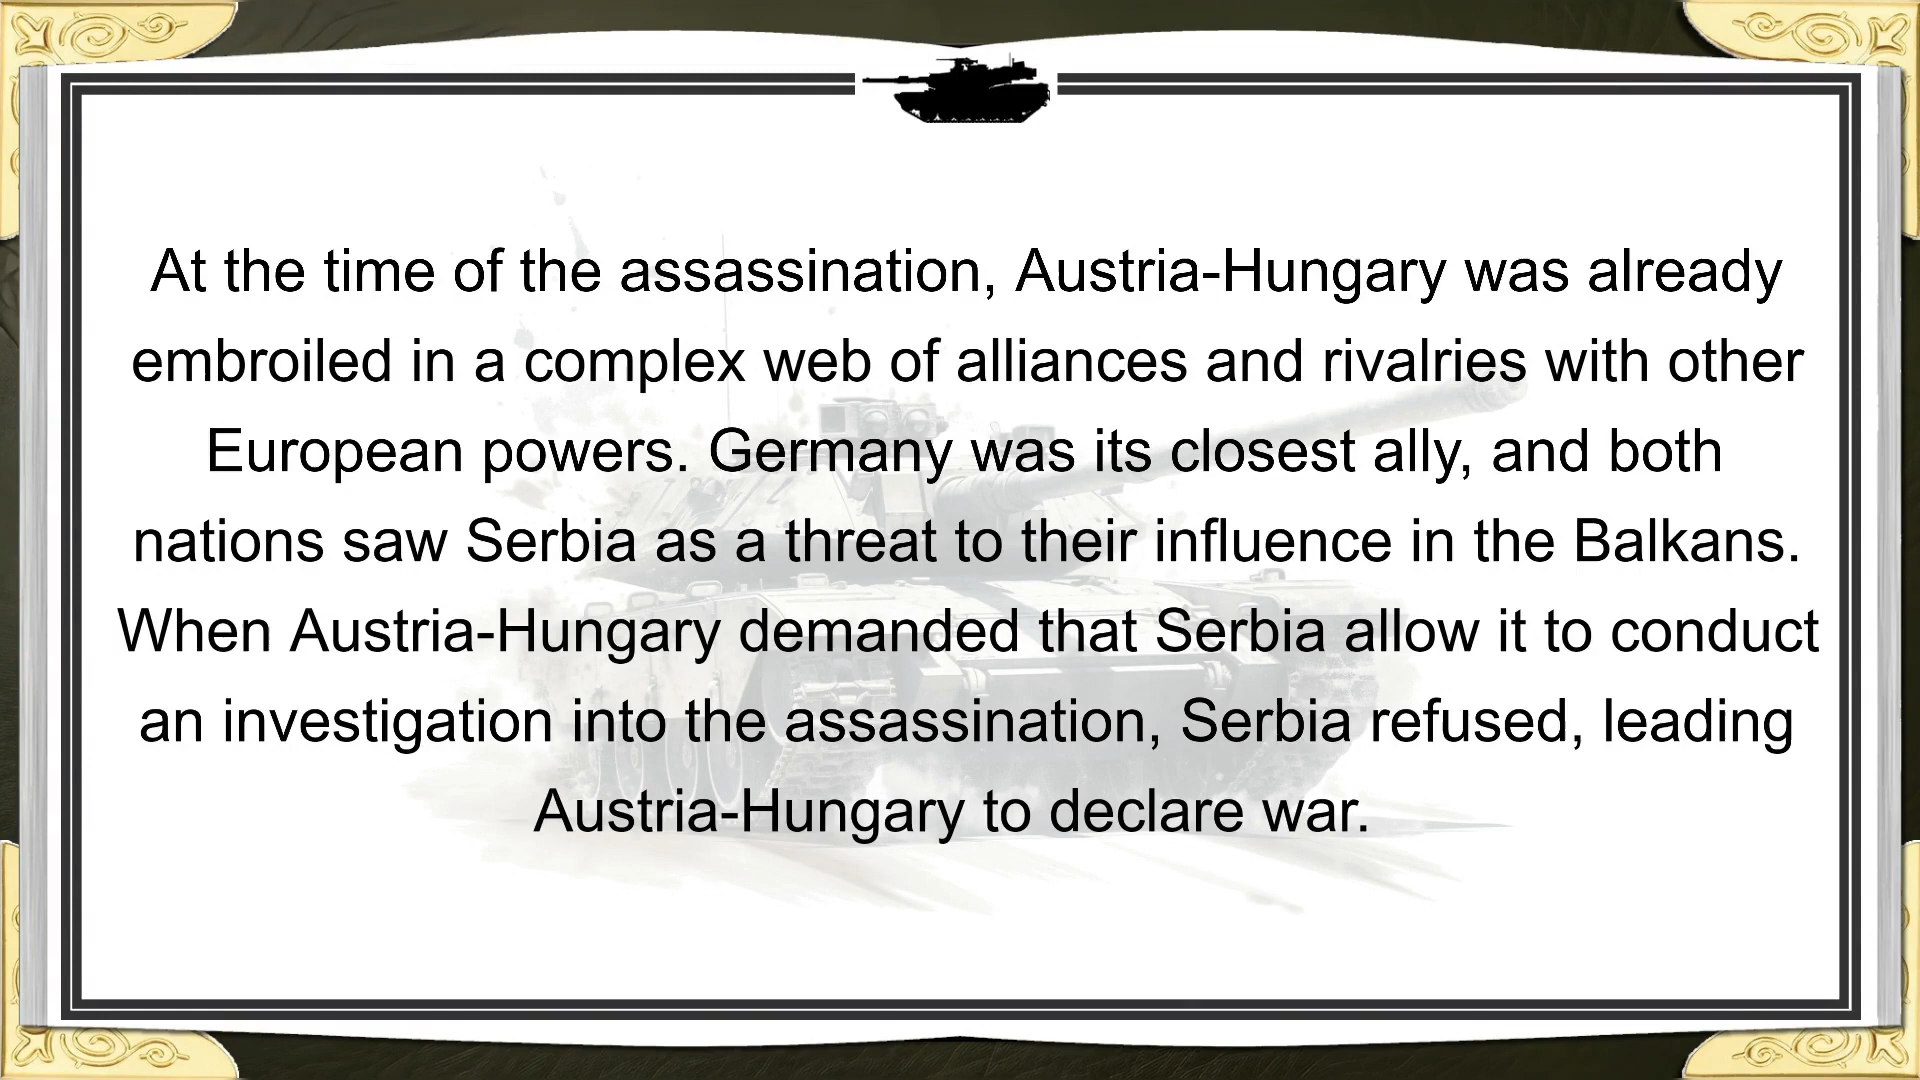 At the time of the assassination, Austria-Hungary was already
embroiled in a complex web of alliances and rivalries with other
European powers. Germany was its closest ally, and both
nations saw Serbia as a threat to their influence in the Balkans.
When Austria-Hungary demanded that Serbia allow it to conduct
an investigation into the assassination, Serbia refused, leading
Austria-Hungary to declare war.